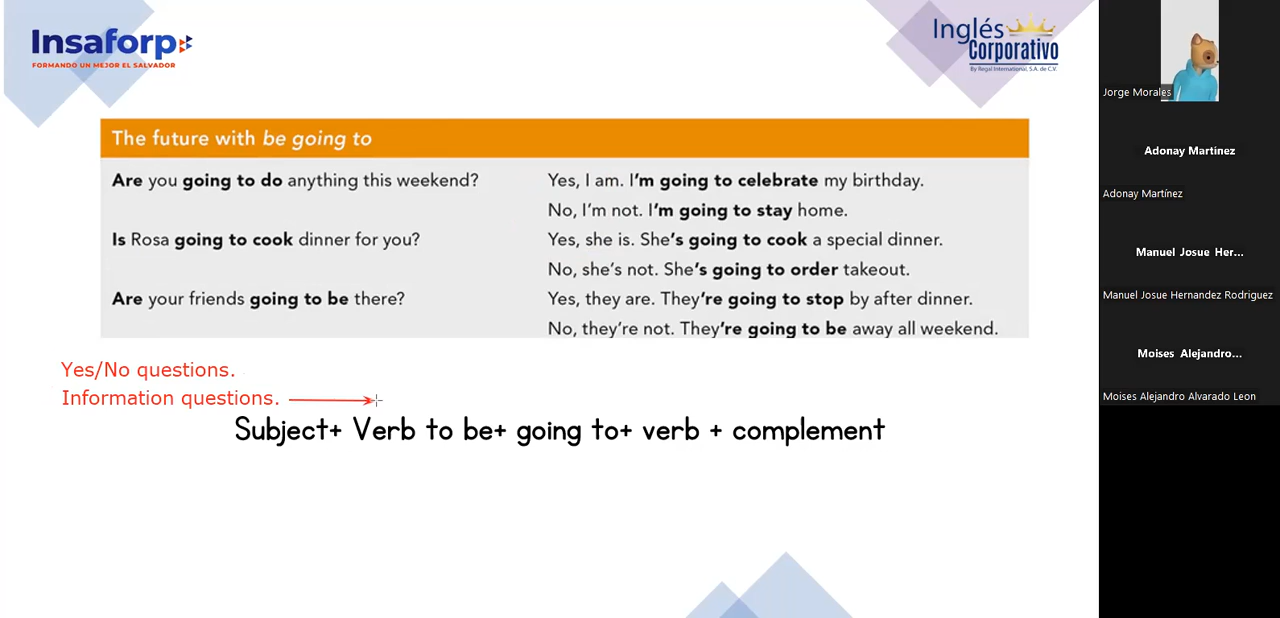 Insaforp
FORMANDO UN MEJOR EL SALVADOR
Inglés
Corporativo
By Regal International, S.A. de C.V.
The future with be going to
Are you going to do anything this weekend?
Yes, I am. I'm going to celebrate my birthday.
No, I'm not. I'm going to stay home.
Is Rosa going to cook dinner for you?
Yes, she is. She's going to cook a special dinner.
No, she's not. She's going to order takeout.
Are your friends going to be there?
Yes, they are. They're going to stop by after dinner.
No, they're not. They're going to be away all weekend.
Yes/No questions.
Information questions.
Subject+ Verb to be+ going to+ verb + complement
Jorge Morales
Adonay Martinez
Adonay Martínez
Manuel Josue Her...
Manuel Josue Hernandez Rodriguez
Moises Alejandro...
Moises Alejandro Alvarado Leon